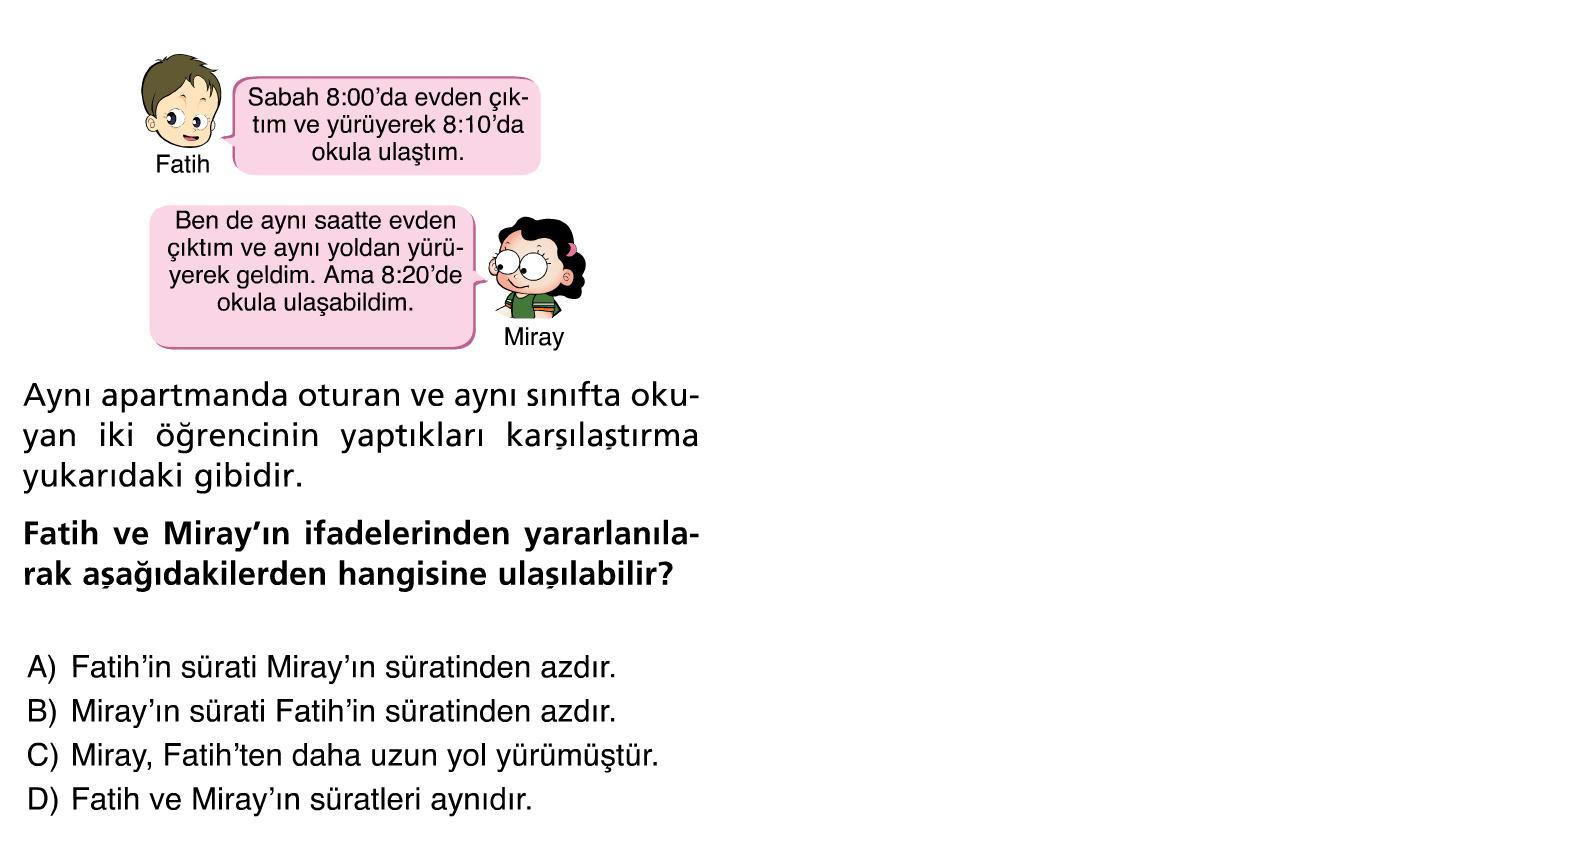 Sabah 8:00’da evden çık-
tım ve yürüyerek 8:10’da
okula ulaştım.
Fatih
Ben de aynı saatte evden
çıktım ve aynı yoldan yürü-
yerek geldim. Ama 8:20’de
okula ulaşabildim.
Miray
Aynı apartmanda oturan ve aynı sınıfta oku-
yan iki öğrencinin yaptıkları karşılaştırma
yukarıdaki gibidir.
Fatih ve Miray’ın ifadelerinden yararlanıla-
rak aşağıdakilerden hangisine ulaşılabilir?
A) Fatih’in sürati Miray’ın süratinden azdır.
B) Miray’ın sürati Fatih’in süratinden azdır.
C) Miray, Fatih’ten daha uzun yol yürümüştür.
D) Fatih ve Miray’ın süratleri aynıdır.